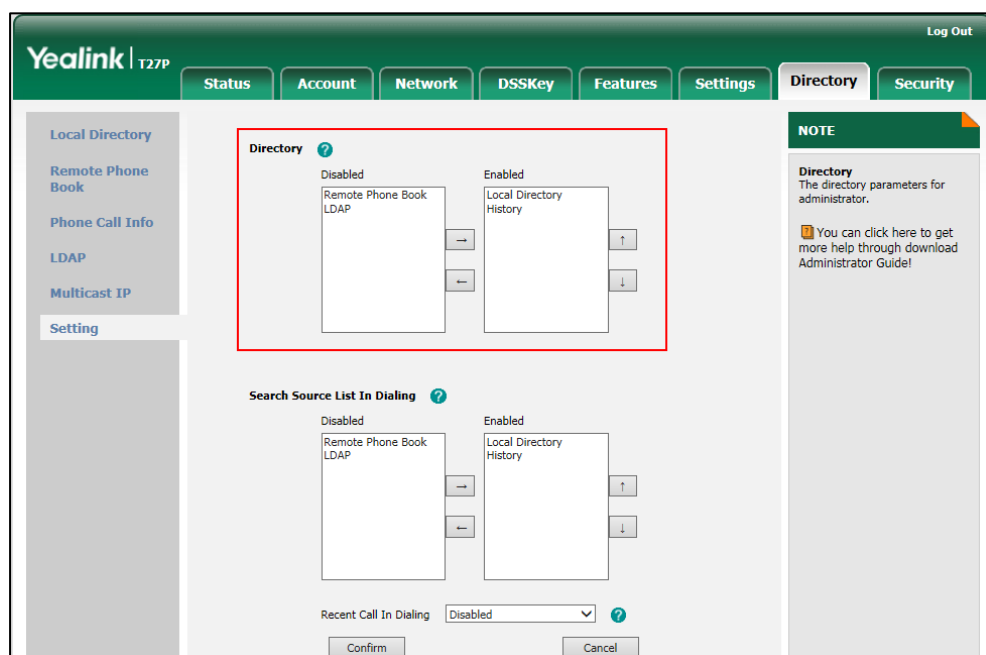 Log Out
Yealink | T27P
Status Account Network DSSKey Features Settings Directory Security
Local Directory
Remote Phone
Book
Phone Call Info
LDAP
Multicast IP
Setting
Directory ?
Disabled Enabled
Remote Phone Book Local Directory
LDAP History
→ ↑
← ↓
Search Source List In Dialing ?
Disabled Enabled
Remote Phone Book Local Directory
LDAP History
→ ↑
← ↓
Recent Call In Dialing Disabled ?
Confirm Cancel
NOTE
Directory
The directory parameters for
administrator.
? You can click here to get
more help through download
Administrator Guide!